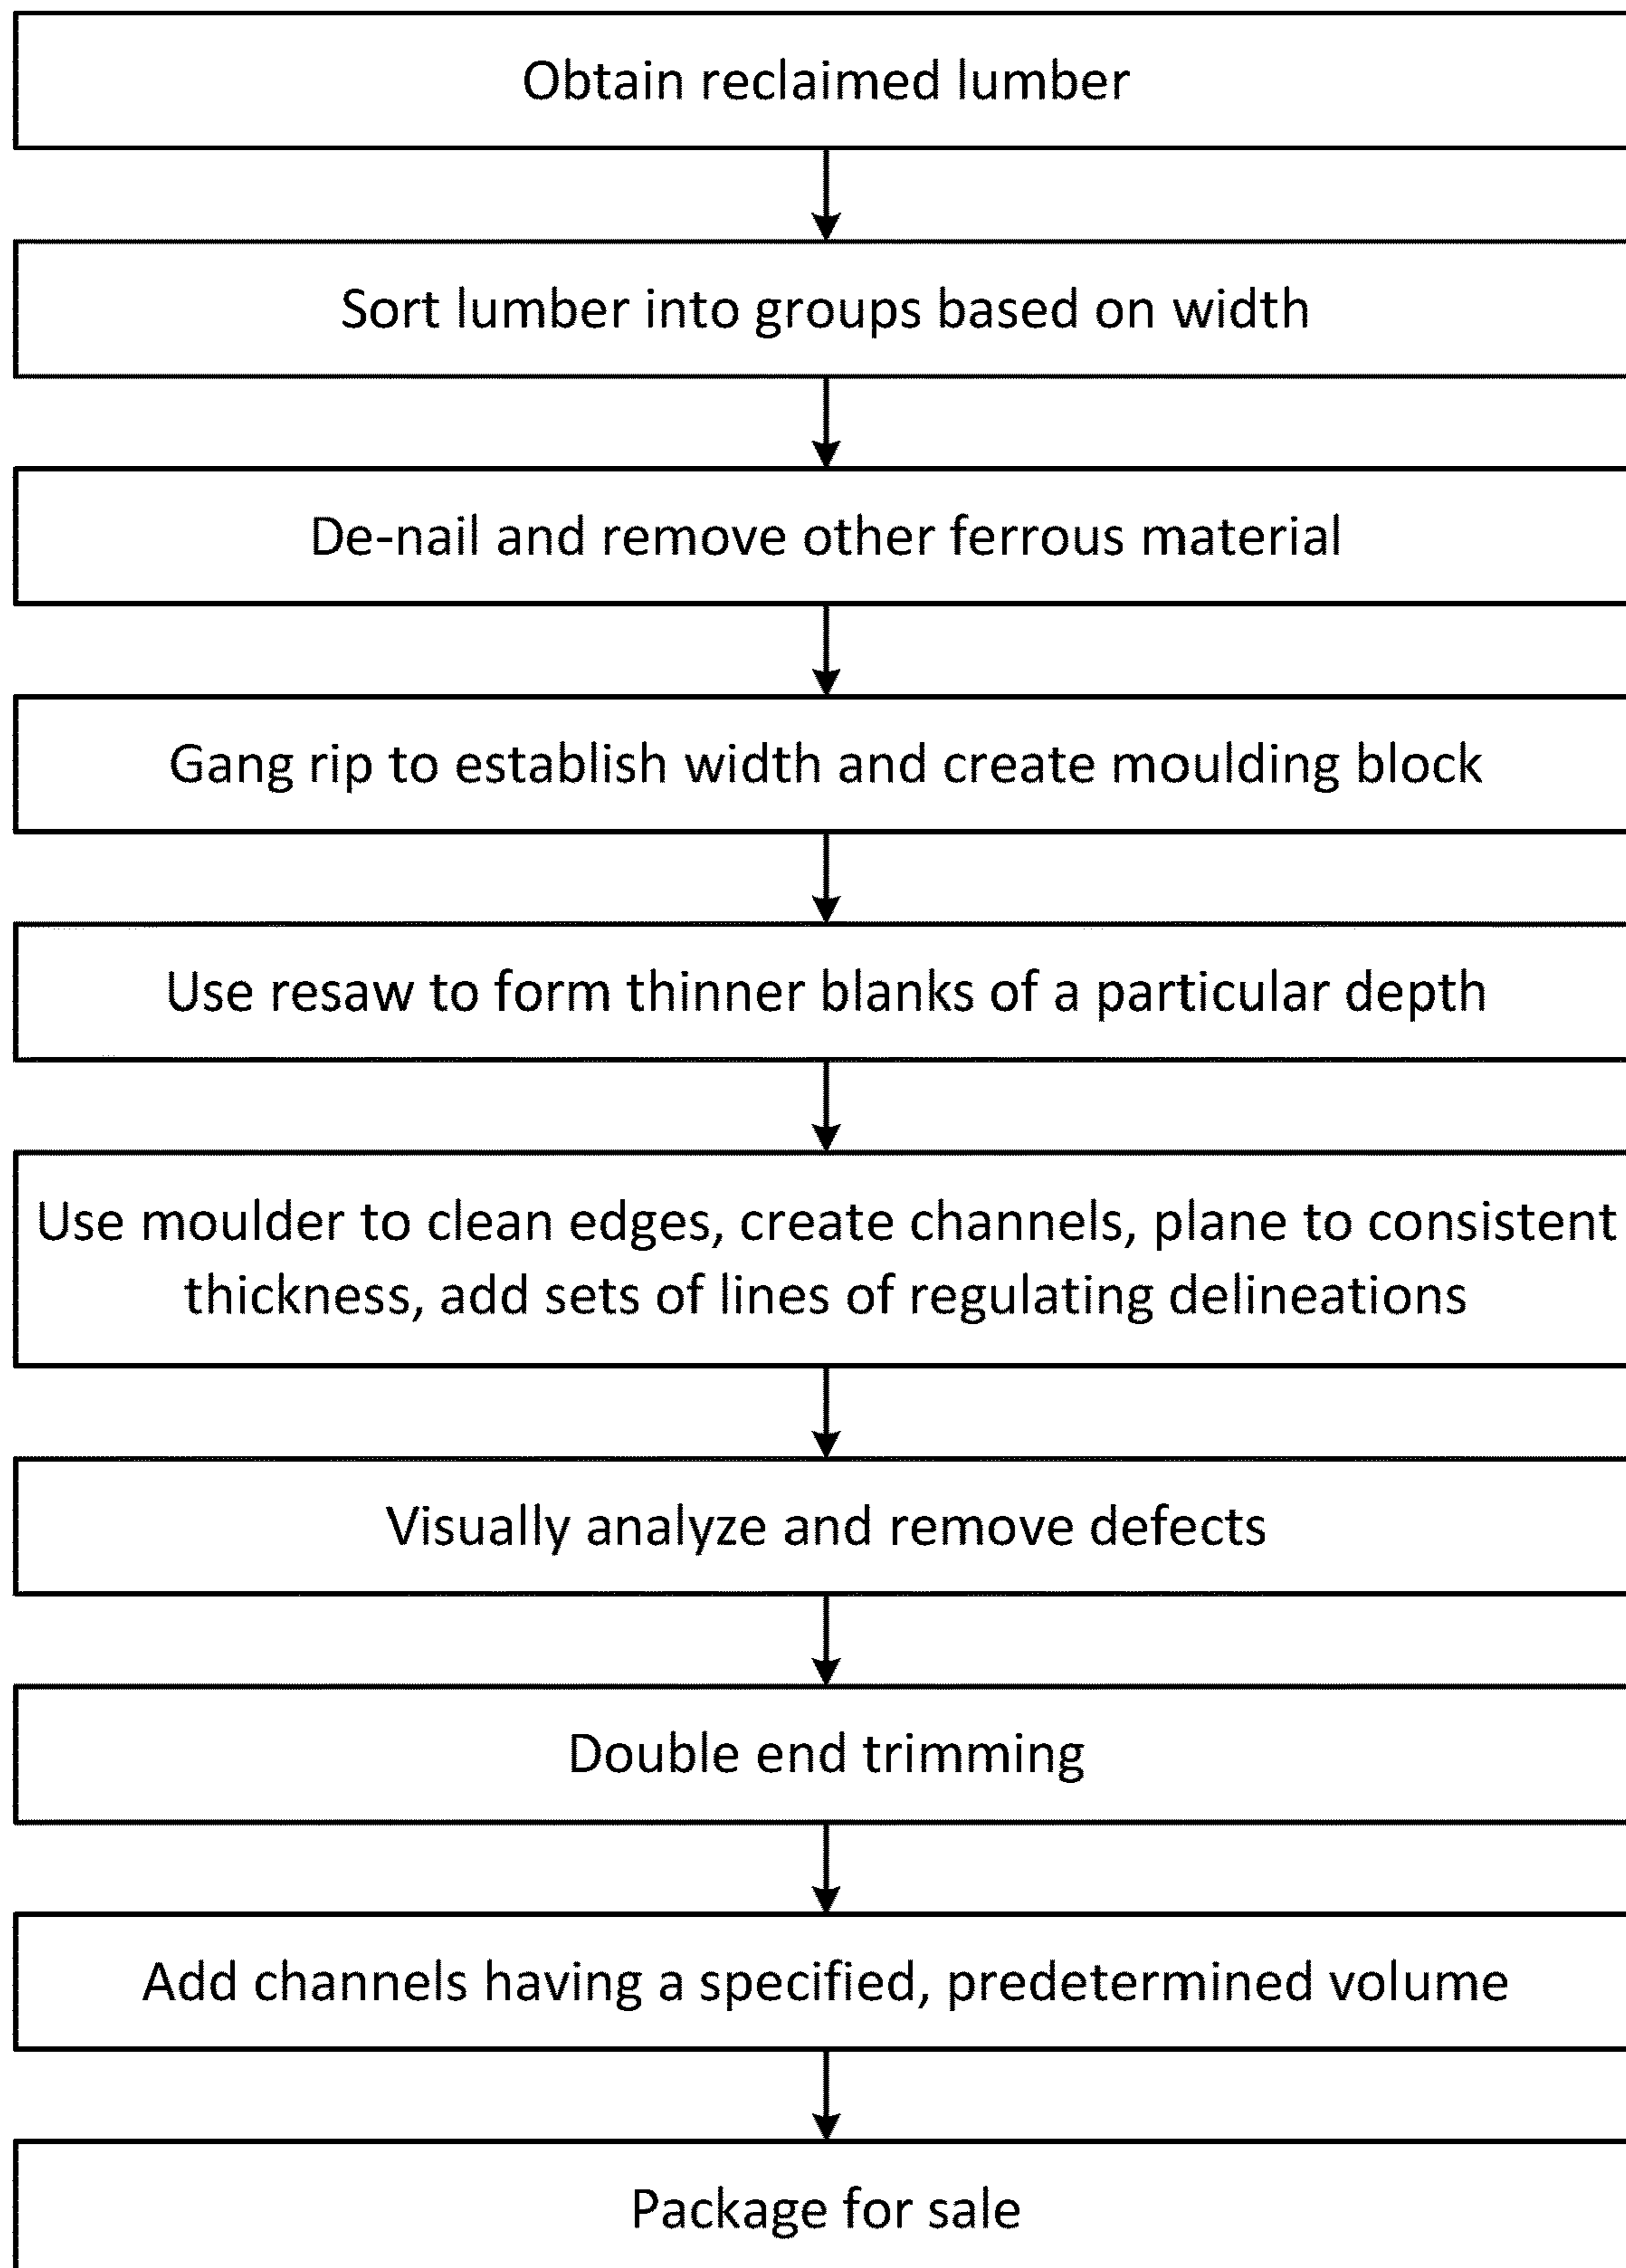 Obtain reclaimed lumber
Sort lumber into groups based on width
De-nail and remove other ferrous material
Gang rip to establish width and create moulding block
Use resaw to form thinner blanks of a particular depth
Use moulder to clean edges, create channels, plane to consistent
thickness, add sets of lines of regulating delineations
Visually analyze and remove defects
Double end trimming
Add channels having a specified, predetermined volume
Package for sale